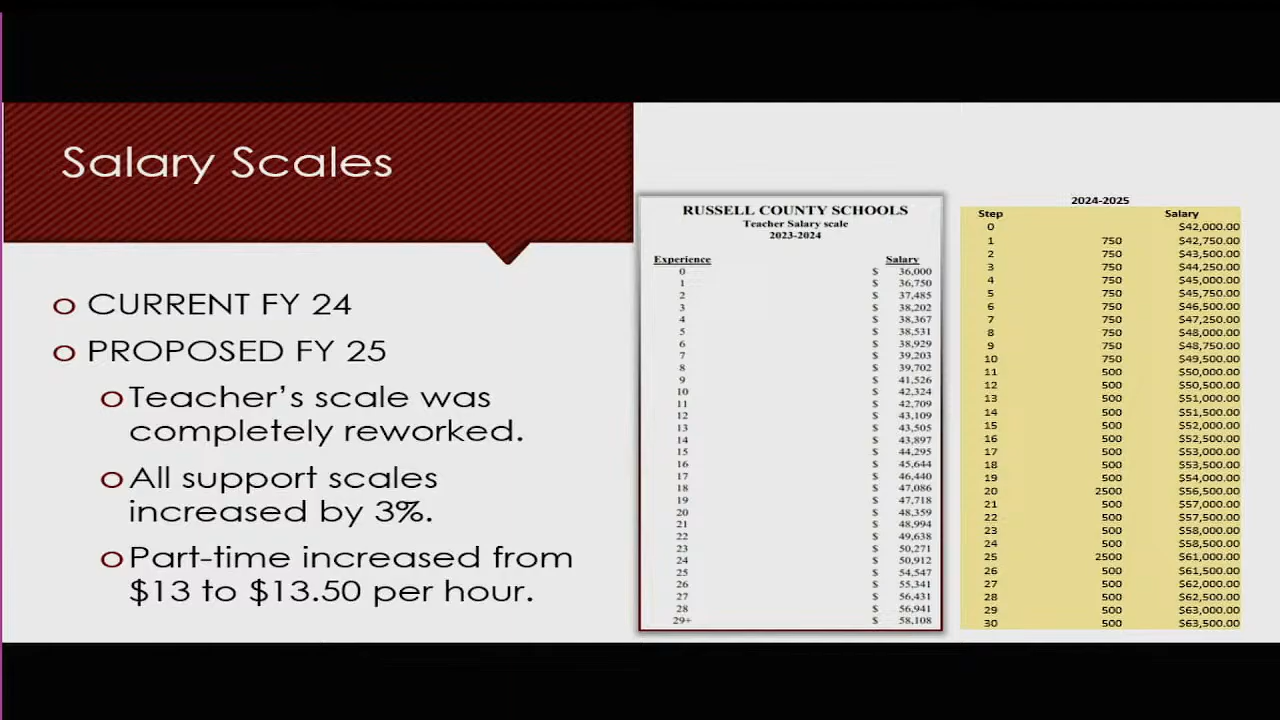 Salary Scales
o CURRENT FY 24
o PROPOSED FY 25
o Teacher's scale was
completely reworked.
o All support scales
increased by 3%.
o Part-time increased from
$13 to $13.50 per hour.
RUSSELL COUNTY SCHOOLS
Teacher Salary scale
2023-2024
Experience Salary
0 $ 36,000
1 $ 36,750
2 $ 37,485
3 $ 38,202
4 $ 38,367
5 $ 38,531
6 $ 38,929
7 $ 39,203
8 $ 39,702
9 $ 41,526
10 $ 42,324
11 $ 42,709
12 $ 43,109
13 $ 43,505
14 $ 43,897
15 $ 44,295
16 $ 45,644
17 $ 46,440
18 $ 47,086
19 $ 47,718
20 $ 48,359
21 $ 48,994
22 $ 49,638
23 $ 50,271
24 $ 50,912
25 $ 54,547
26 $ 55,341
27 $ 56,431
28 $ 56,941
29+ $ 58,108
2024-2025
Step Salary
0 $42,000.00
1 750 $42,750.00
2 750 $43,500.00
3 750 $44,250.00
4 750 $45,000.00
5 750 $45,750.00
6 750 $46,500.00
7 750 $47,250.00
8 750 $48,000.00
9 750 $48,750.00
10 750 $49,500.00
11 500 $50,000.00
12 500 $50,500.00
13 500 $51,000.00
14 500 $51,500.00
15 500 $52,000.00
16 500 $52,500.00
17 500 $53,000.00
18 500 $53,500.00
19 500 $54,000.00
20 2500 $56,500.00
21 500 $57,000.00
22 500 $57,500.00
23 500 $58,000.00
24 500 $58,500.00
25 2500 $61,000.00
26 500 $61,500.00
27 500 $62,000.00
28 500 $62,500.00
29 500 $63,000.00
30 500 $63,500.00